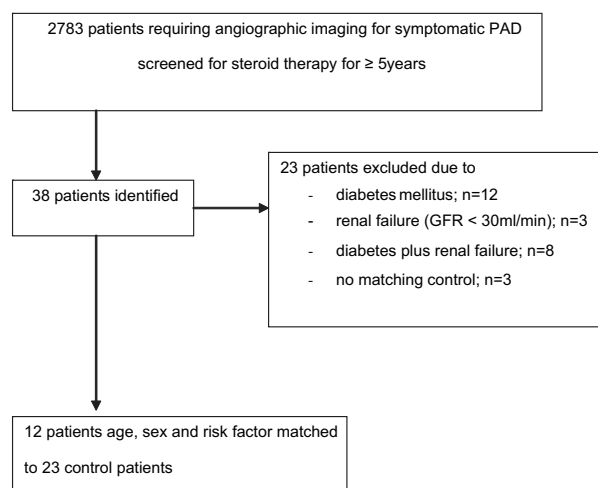 2783 patients requiring angiographic imaging for symptomatic PAD
screened for steroid therapy for ≥ 5years
38 patients identified
23 patients excluded due to
- diabetes mellitus; n=12
- renal failure (GFR < 30ml/min); n=3
- diabetes plus renal failure; n=8
- no matching control; n=3
12 patients age, sex and risk factor matched
to 23 control patients